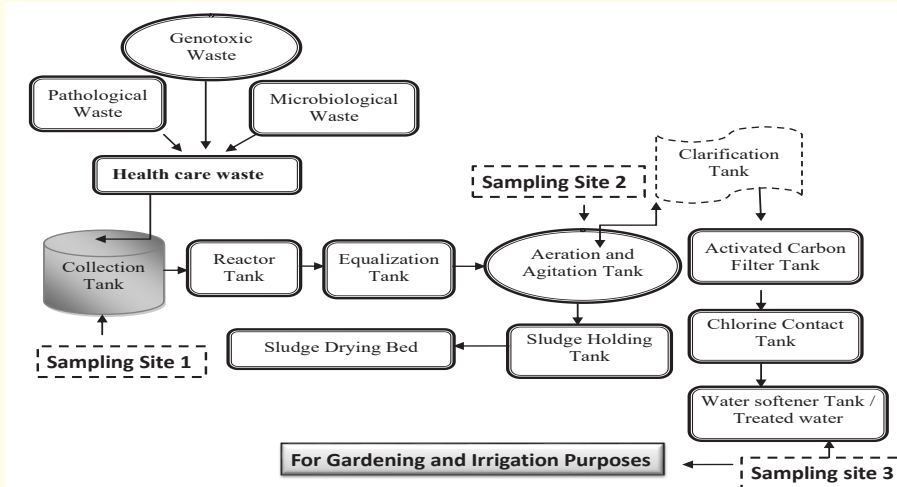 Genotoxic
Waste
Pathological
Waste
Microbiological
Waste
Health care waste
Sampling Site 2
Clarification
Tank
Collection
Tank
Reactor
Tank
Equalization
Tank
Aeration and
Agitation Tank
Activated Carbon
Filter Tank
Sampling Site 1
Sludge Drying Bed
Sludge Holding
Tank
Chlorine Contact
Tank
Water softener Tank /
Treated water
For Gardening and Irrigation Purposes
Sampling site 3